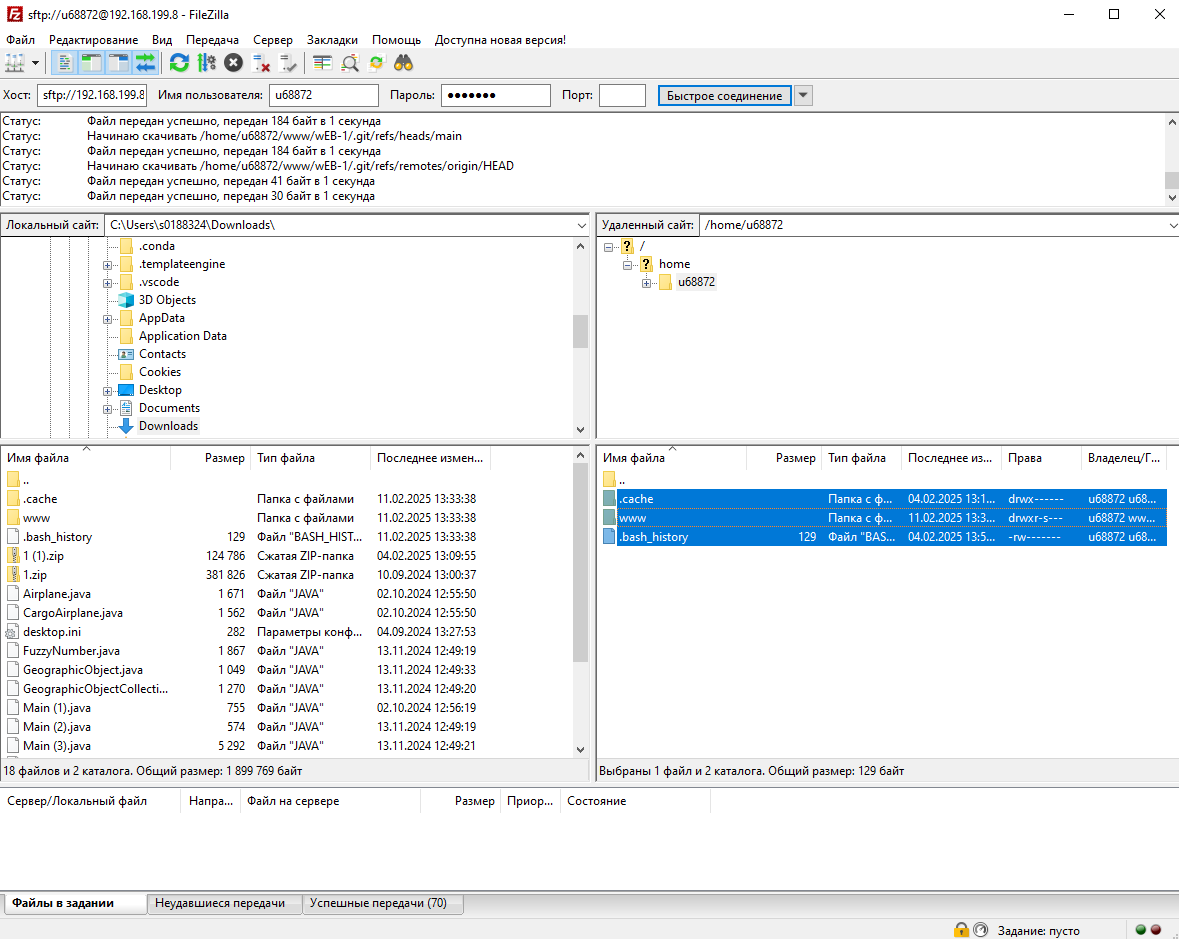 sftp://u68872@192.168.199.8 - FileZilla
Файл Редактирование Вид Передача Сервер Закладки Помощь Доступна новая версия!
Хост: sftp://192.168.199.8 Имя пользователя: u68872 Пароль: ●●●●●●● Порт: Быстрое соединение
Статус: Файл передан успешно, передан 184 байт в 1 секунда
Статус: Начинаю скачивать /home/u68872/www/wEB-1/.git/refs/heads/main
Статус: Файл передан успешно, передан 184 байт в 1 секунда
Статус: Начинаю скачивать /home/u68872/www/wEB-1/.git/refs/remotes/origin/HEAD
Статус: Файл передан успешно, передан 41 байт в 1 секунда
Статус: Файл передан успешно, передан 30 байт в 1 секунда
Локальный сайт: C:\Users\s0188324\Downloads\
.conda
.templateengine
.vscode
3D Objects
AppData
Application Data
Contacts
Cookies
Desktop
Documents
Downloads
Удаленный сайт: /home/u68872
/
home
u68872
Имя файла Размер Тип файла Последнее измен...
..
.cache Папка с файлами 11.02.2025 13:33:38
www Папка с файлами 11.02.2025 13:33:38
.bash_history 129 Файл "BASH_HIST... 11.02.2025 13:33:38
1 (1).zip 124 786 Сжатая ZIP-папка 04.02.2025 13:09:55
1.zip 381 826 Сжатая ZIP-папка 10.09.2024 13:00:37
Airplane.java 1 671 Файл "JAVA" 02.10.2024 12:55:50
CargoAirplane.java 1 562 Файл "JAVA" 02.10.2024 12:55:50
desktop.ini 282 Параметры конф... 04.09.2024 13:27:53
FuzzyNumber.java 1 867 Файл "JAVA" 13.11.2024 12:49:19
GeographicObject.java 1 049 Файл "JAVA" 13.11.2024 12:49:33
GeographicObjectCollecti... 1 270 Файл "JAVA" 13.11.2024 12:49:20
Main (1).java 755 Файл "JAVA" 02.10.2024 12:56:19
Main (2).java 574 Файл "JAVA" 13.11.2024 12:49:19
Main (3).java 5 292 Файл "JAVA" 13.11.2024 12:49:21
18 файлов и 2 каталога. Общий размер: 1 899 769 байт
Имя файла Размер Тип файла Последнее из... Права Владелец/Г...
..
.cache Папка с ф... 04.02.2025 13:1... drwx------ u68872 u68...
www Папка с ф... 11.02.2025 13:3... drwxr-s--- u68872 ww...
.bash_history 129 Файл "BAS... 04.02.2025 13:5... -rw------- u68872 u68...
Выбраны 1 файл и 2 каталога. Общий размер: 129 байт
Сервер/Локальный файл Напра... Файл на сервере Размер Приор... Состояние
Файлы в задании Неудавшиеся передачи Успешные передачи (70)
Задание: пусто